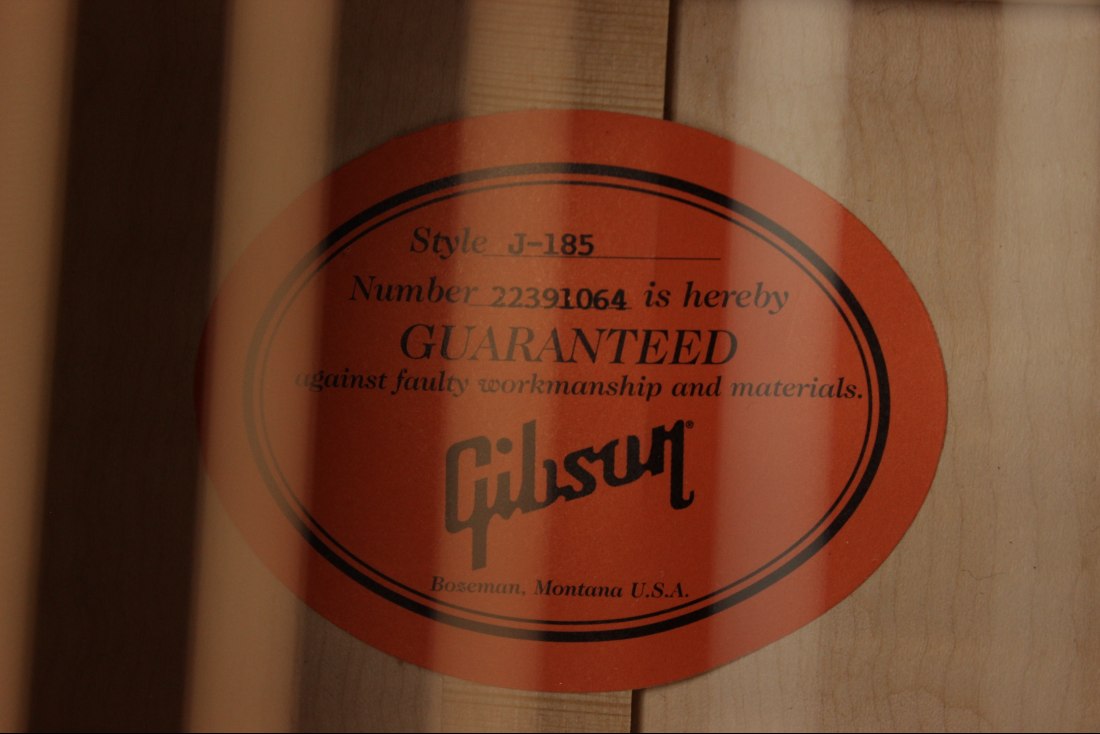 Style J-185
Number 22391064 is hereby
GUARANTEED
against faulty workmanship and materials.
Gibson®
Bozeman, Montana U.S.A.